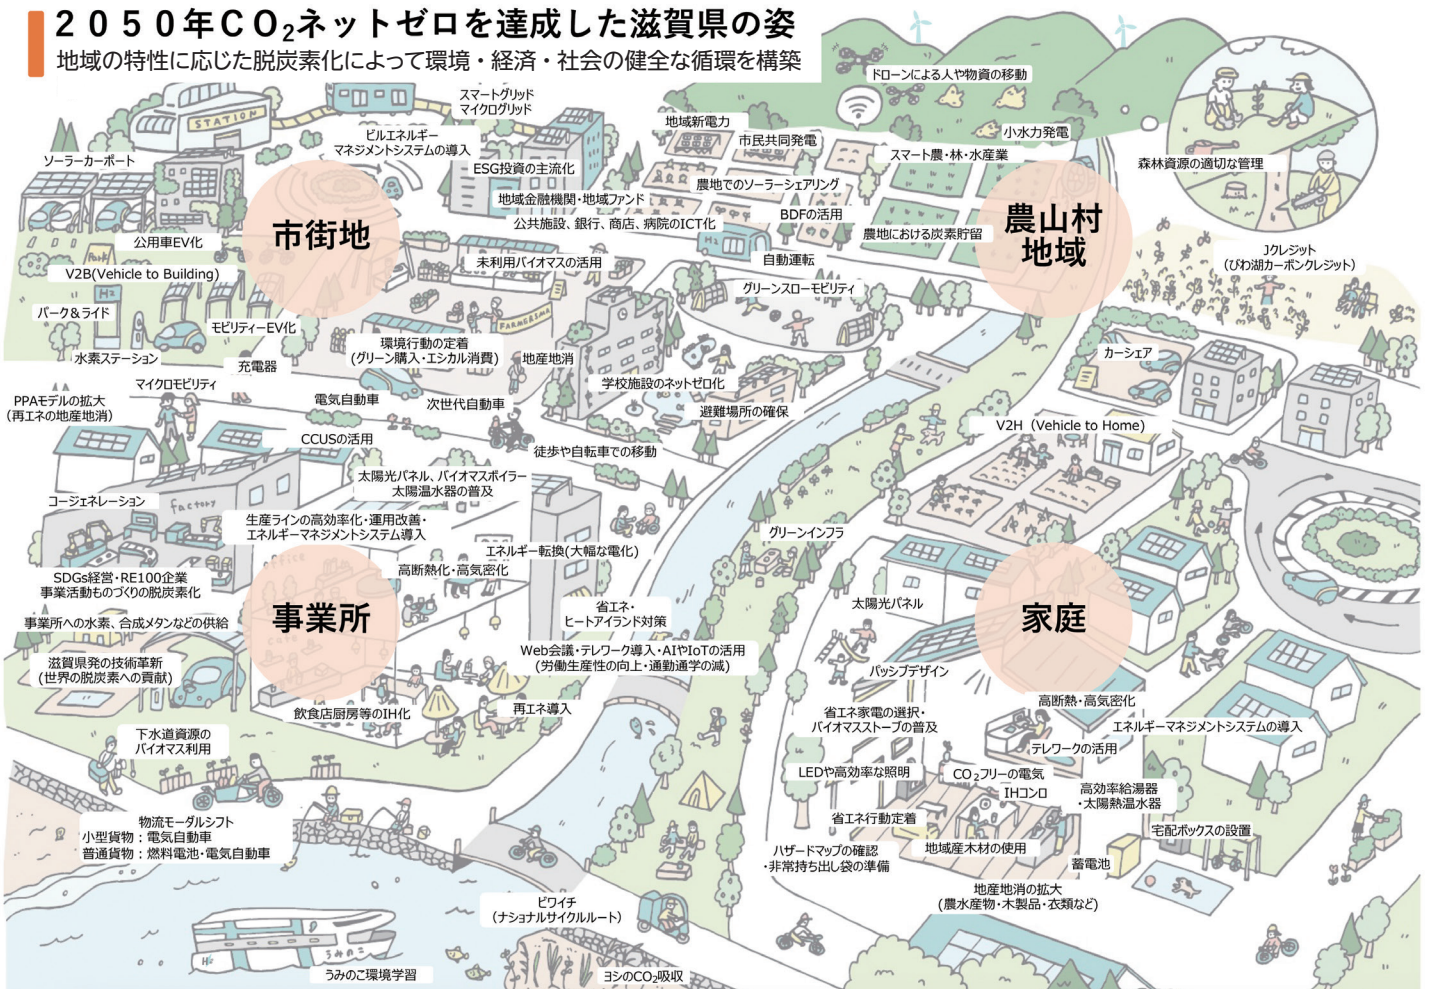 2050年CO₂ネットゼロを達成した滋賀県の姿
地域の特性に応じた脱炭素化によって環境・経済・社会の健全な循環を構築
STATION
スマートグリッド
マイクログリッド
ビルエネルギー
マネジメントシステムの導入
ソーラーカーポート
ESG投資の主流化
地域金融機関・地域ファンド
公共施設、銀行、商店、病院のICT化
市街地
公用車EV化
Park
V2B(Vehicle to Building)
H2
パーク&ライド
モビリティーEV化
水素ステーション
充電器
未利用バイオマスの活用
FARMERSMA
環境行動の定着
(グリーン購入・エシカル消費)
地産地消
マイクロモビリティ
電気自動車
次世代自動車
PPAモデルの拡大
(再エネの地産地消)
徒歩や自転車での移動
学校施設のネットゼロ化
避難場所の確保
ドローンによる人や物資の移動
地域新電力
市民共同発電
小水力発電
スマート農・林・水産業
農地でのソーラーシェアリング
BDFの活用
農地における炭素貯留
H2
自動運転
グリーンスローモビリティ
農山村
地域
森林資源の適切な管理
Jクレジット
(びわ湖カーボンクレジット)
カーシェア
V2H(Vehicle to Home)
CCUSの活用
太陽光パネル、バイオマスボイラー
太陽温水器の普及
コージェネレーション
factory
生産ラインの高効率化・運用改善・
エネルギーマネジメントシステム導入
エネルギー転換(大幅な電化)
office
高断熱化・高気密化
SDGs経営・RE100企業
事業活動ものづくりの脱炭素化
事業所
cafe
事業所への水素、合成メタンなどの供給
省エネ・
ヒートアイランド対策
滋賀県発の技術革新
(世界の脱炭素への貢献)
Web会議・テレワーク導入・AIやIoTの活用
(労働生産性の向上・通勤通学の減)
飲食店厨房等のIH化
再エネ導入
下水道資源の
バイオマス利用
物流モーダルシフト
小型貨物:電気自動車
普通貨物:燃料電池・電気自動車
グリーンインフラ
太陽光パネル
家庭
パッシブデザイン
高断熱・高気密化
省エネ家電の選択・
バイオマスストーブの普及
エネルギーマネジメントシステムの導入
テレワークの活用
LEDや高効率な照明
CO₂フリーの電気
IHコンロ
高効率給湯器
・太陽熱温水器
省エネ行動定着
宅配ボックスの設置
ハザードマップの確認
・非常持ち出し袋の準備
地域産木材の使用
蓄電池
地産地消の拡大
(農水産物・木製品・衣類など)
ビワイチ
(ナショナルサイクルルート)
うみのこ
H2
うみのこ環境学習
ヨシのCO₂吸収